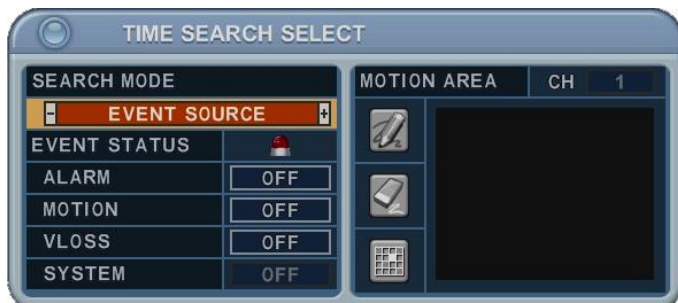 TIME SEARCH SELECT
SEARCH MODE
- EVENT SOURCE +
EVENT STATUS
ALARM OFF
MOTION OFF
VLOSS OFF
SYSTEM OFF
MOTION AREA CH 1